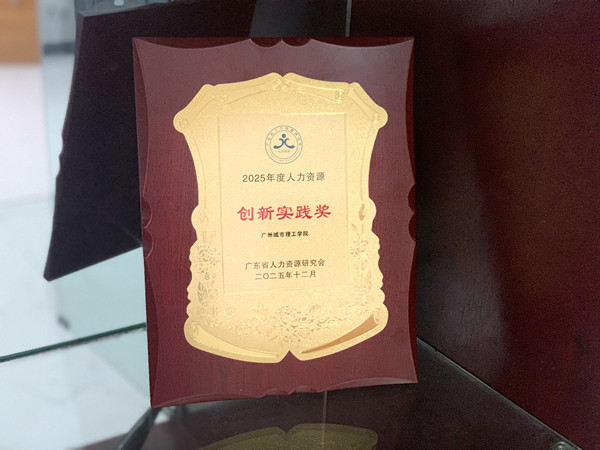 2025年度人力资源
创新实践奖
广州城市理工学院
广东省人力资源研究会
二〇二五年十二月